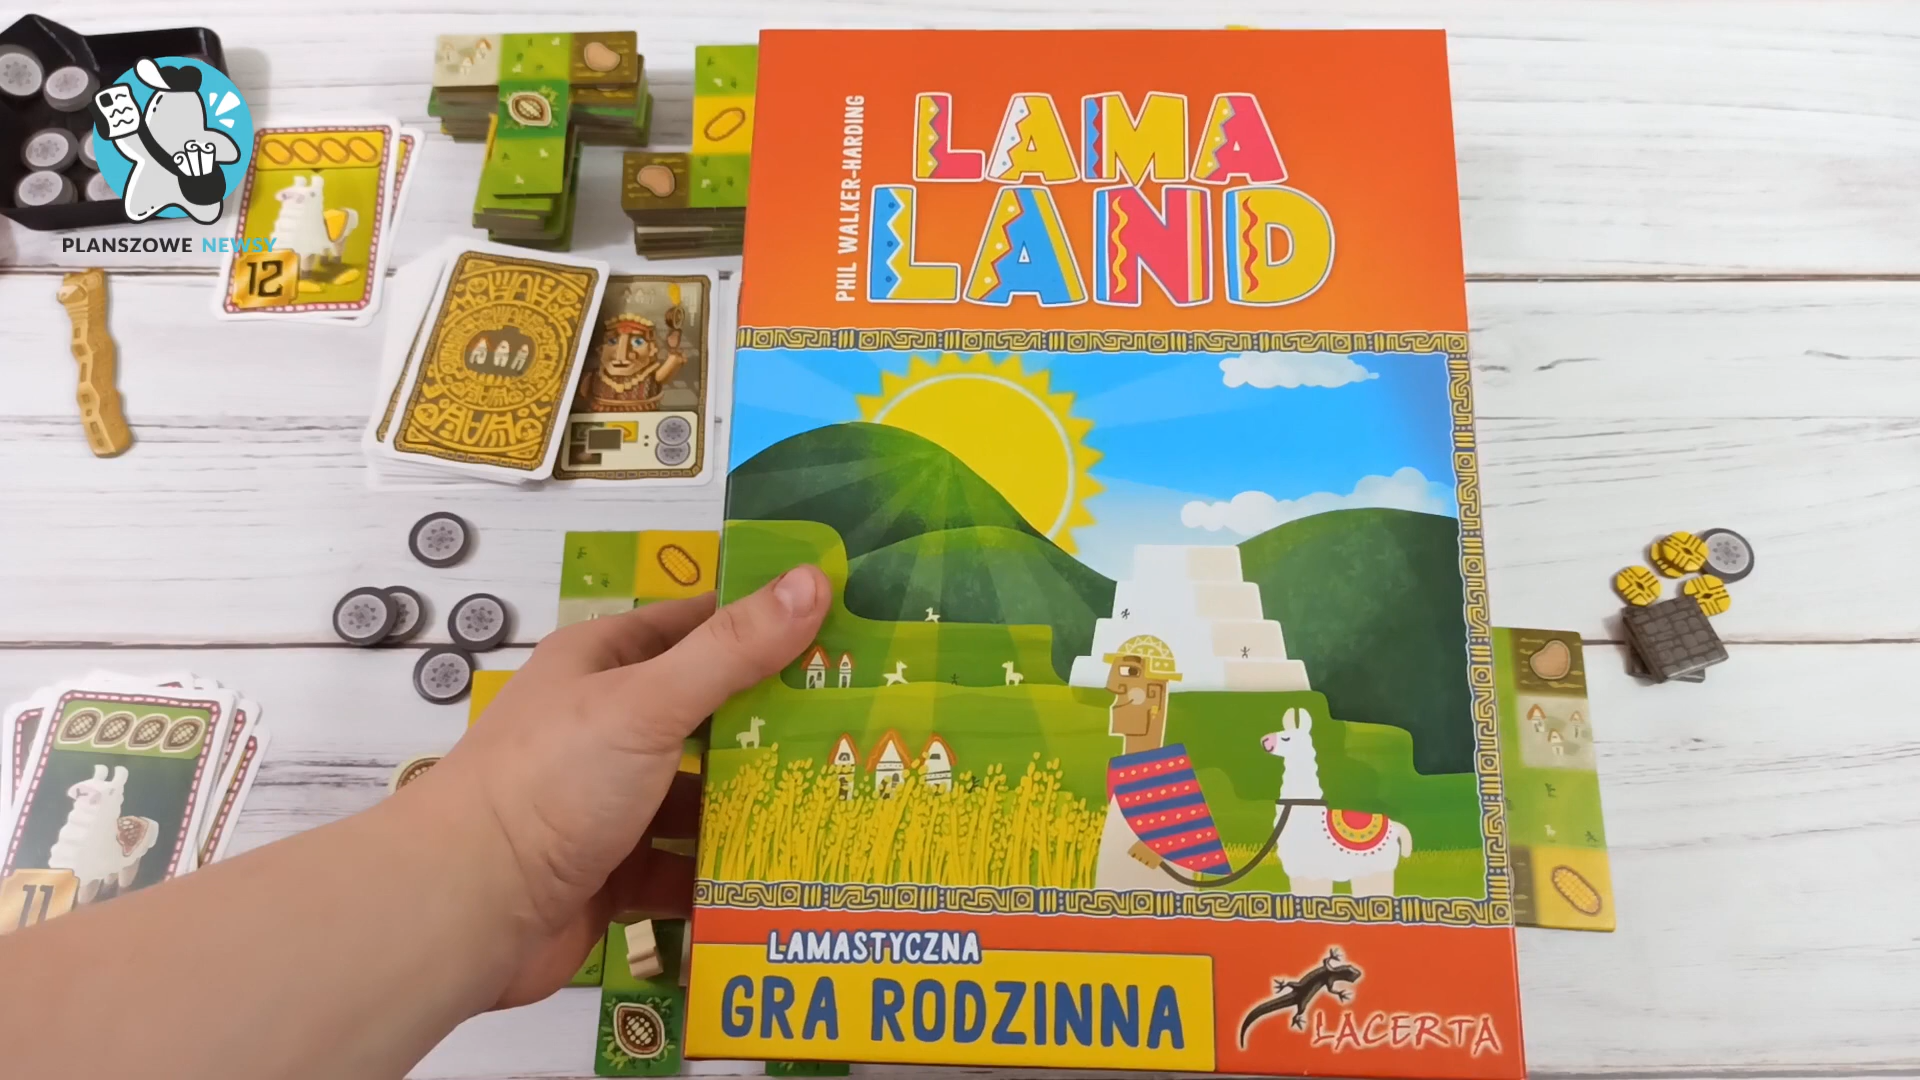 PLANSZOWE NEWSY
12
11
PHIL WALKER-HARDING
LAMA
LAND
LAMASTYCZNA
GRA RODZINNA
LACERTA